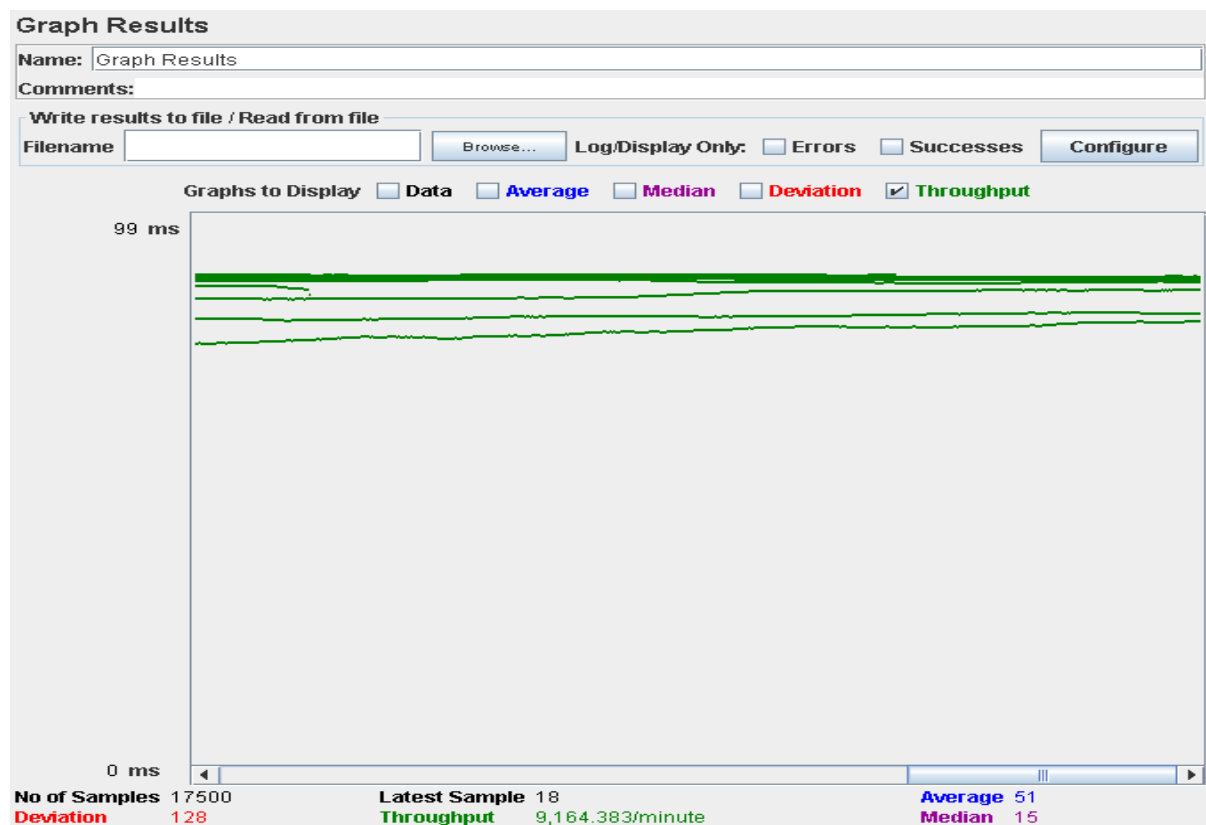 Graph Results
Name: Graph Results
Comments:
Write results to file / Read from file
Filename Browse... Log/Display Only: Errors Successes Configure
Graphs to Display Data Average Median Deviation Throughput
99 ms
0 ms
No of Samples 17500 Latest Sample 18 Average 51
Deviation 128 Throughput 9,164.383/minute Median 15